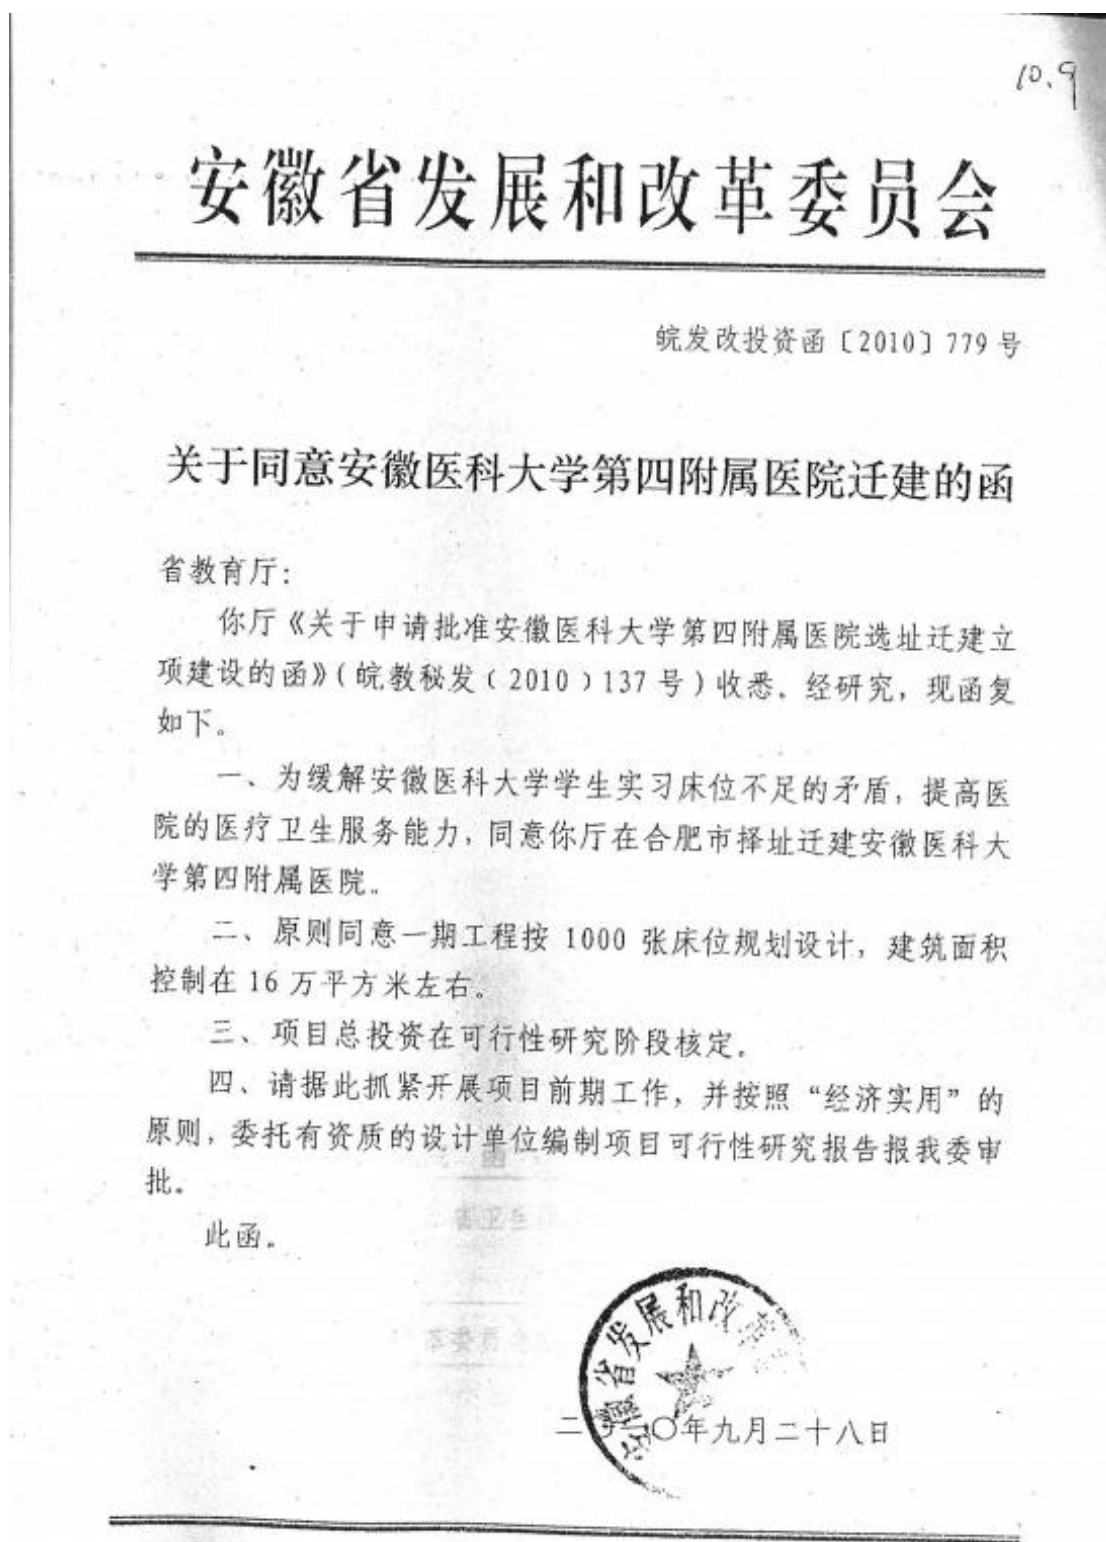 10.9
安徽省发展和改革委员会
皖发改投资函〔2010〕779号
关于同意安徽医科大学第四附属医院迁建的函
省教育厅:
你厅《关于申请批准安徽医科大学第四附属医院选址迁建立
项建设的函》(皖教秘发(2010)137号)收悉。经研究,现函复
如下。
一、为缓解安徽医科大学学生实习床位不足的矛盾,提高医
院的医疗卫生服务能力,同意你厅在合肥市择址迁建安徽医科大
学第四附属医院。
二、原则同意一期工程按 1000 张床位规划设计,建筑面积
控制在 16 万平方米左右。
三、项目总投资在可行性研究阶段核定。
四、请据此抓紧开展项目前期工作,并按照“经济实用”的
原则,委托有资质的设计单位编制项目可行性研究报告报我委审
批。
此函。
安徽省发展和改革
二〇一〇年九月二十八日